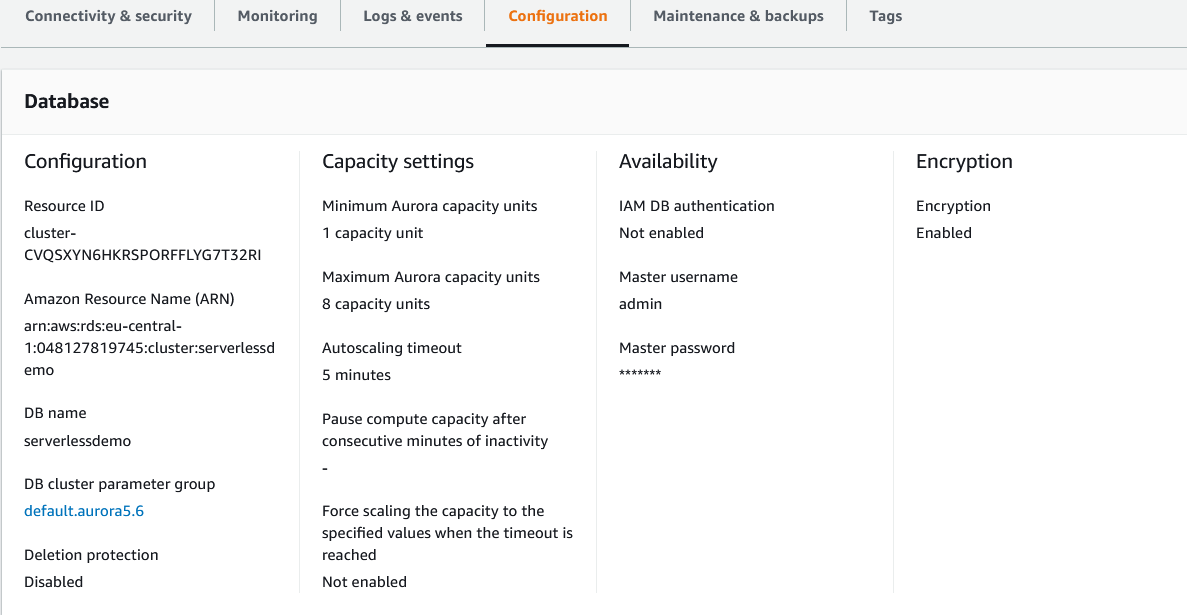 Connectivity & security
Monitoring
Logs & events
Configuration
Maintenance & backups
Tags
Database
Configuration
Resource ID
cluster-
CVQSXYN6HKRSPORFFLYG7T32RI
Amazon Resource Name (ARN)
arn:aws:rds:eu-central-
1:048127819745:cluster:serverlessd
emo
DB name
serverlessdemo
DB cluster parameter group
default.aurora5.6
Deletion protection
Disabled
Capacity settings
Minimum Aurora capacity units
1 capacity unit
Maximum Aurora capacity units
8 capacity units
Autoscaling timeout
5 minutes
Pause compute capacity after
consecutive minutes of inactivity
-
Force scaling the capacity to the
specified values when the timeout is
reached
Not enabled
Availability
IAM DB authentication
Not enabled
Master username
admin
Master password
*******
Encryption
Encryption
Enabled